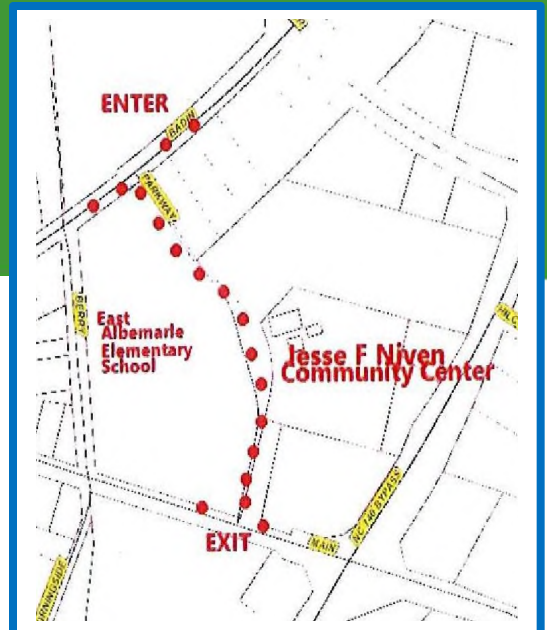 ENTER
BADIN
PARKWAY
BERRY
East
Albemarle
Elementary
School
Jesse F Niven
Community Center
NC 740 BYPASS
EXIT
MAIN